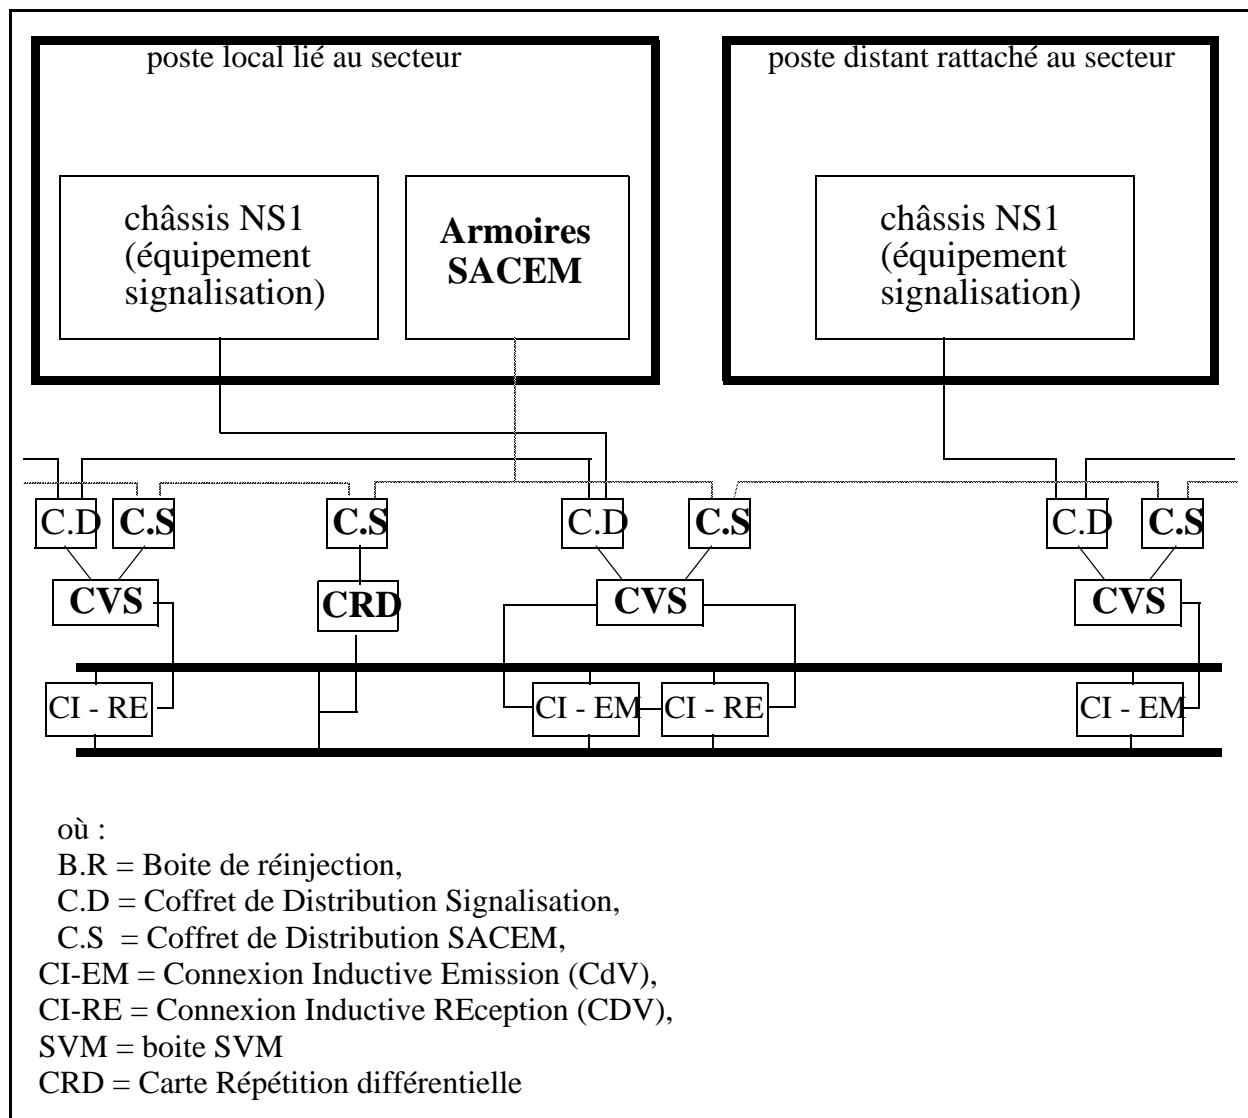 poste local lié au secteur
poste distant rattaché au secteur
châssis NS1
(équipement
signalisation)
Armoires
SACEM
châssis NS1
(équipement
signalisation)
C.D
C.S
C.S
C.D
C.S
C.D
C.S
CVS
CRD
CVS
CVS
CI - RE
CI - EM
CI - RE
CI - EM
où :
B.R = Boite de réinjection,
C.D = Coffret de Distribution Signalisation,
C.S = Coffret de Distribution SACEM,
CI-EM = Connexion Inductive Emission (CdV),
CI-RE = Connexion Inductive REception (CDV),
SVM = boite SVM
CRD = Carte Répétition différentielle